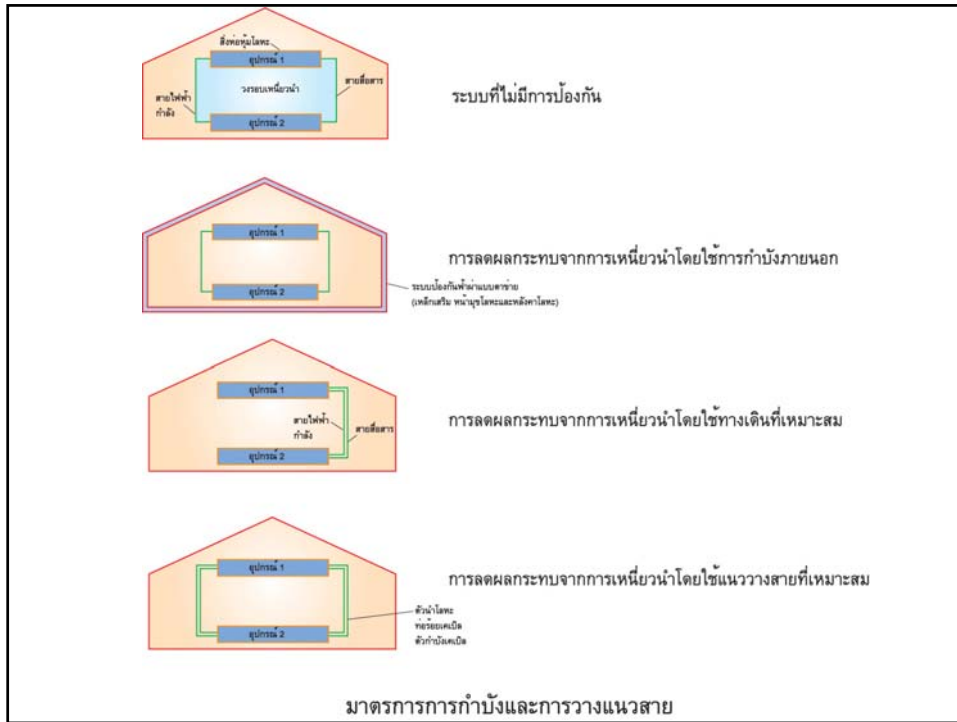 สิ่งห่อหุ้มโลหะ
อุปกรณ์ 1
วงรอบเหนี่ยวนำ
สายสื่อสาร
สายไฟฟ้า
กำลัง
อุปกรณ์ 2
ระบบที่ไม่มีการป้องกัน
อุปกรณ์ 1
อุปกรณ์ 2
การลดผลกระทบจากการเหนี่ยวนำโดยใช้การกำบังภายนอก
ระบบป้องกันฟ้าผ่าแบบตาข่าย
(เหล็กเสริม หน้ามุขโลหะและหลังคาโลหะ)
อุปกรณ์ 1
สายไฟฟ้า
กำลัง
สายสื่อสาร
อุปกรณ์ 2
การลดผลกระทบจากการเหนี่ยวนำโดยใช้ทางเดินที่เหมาะสม
อุปกรณ์ 1
อุปกรณ์ 2
การลดผลกระทบจากการเหนี่ยวนำโดยใช้แนววางสายที่เหมาะสม
ตัวนำโลหะ
ท่อร้อยเคเบิล
ตัวกำบังเคเบิล
มาตรการการกำบังและการวางแนวสาย